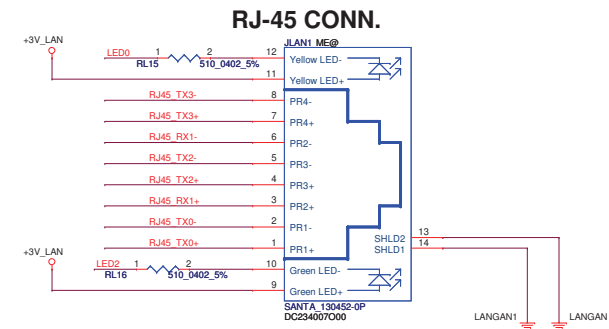 RJ-45 CONN.
+3V_LAN
JLAN1 ME@
LED0 1 2 12 Yellow LED-
RL15 510_0402_5%
11 Yellow LED+
RJ45_TX3- 8 PR4-
RJ45_TX3+ 7 PR4+
RJ45_RX1- 6 PR2-
RJ45_TX2- 5 PR3-
RJ45_TX2+ 4 PR3+
RJ45_RX1+ 3 PR2+
RJ45_TX0- 2 PR1-
SHLD2 13
RJ45_TX0+ 1 PR1+
SHLD1 14
+3V_LAN
LED2 1 2 10 Green LED-
RL16 510_0402_5%
9 Green LED+
SANTA_130452-0P
DC234007O00
LANGAN1 LANGAN